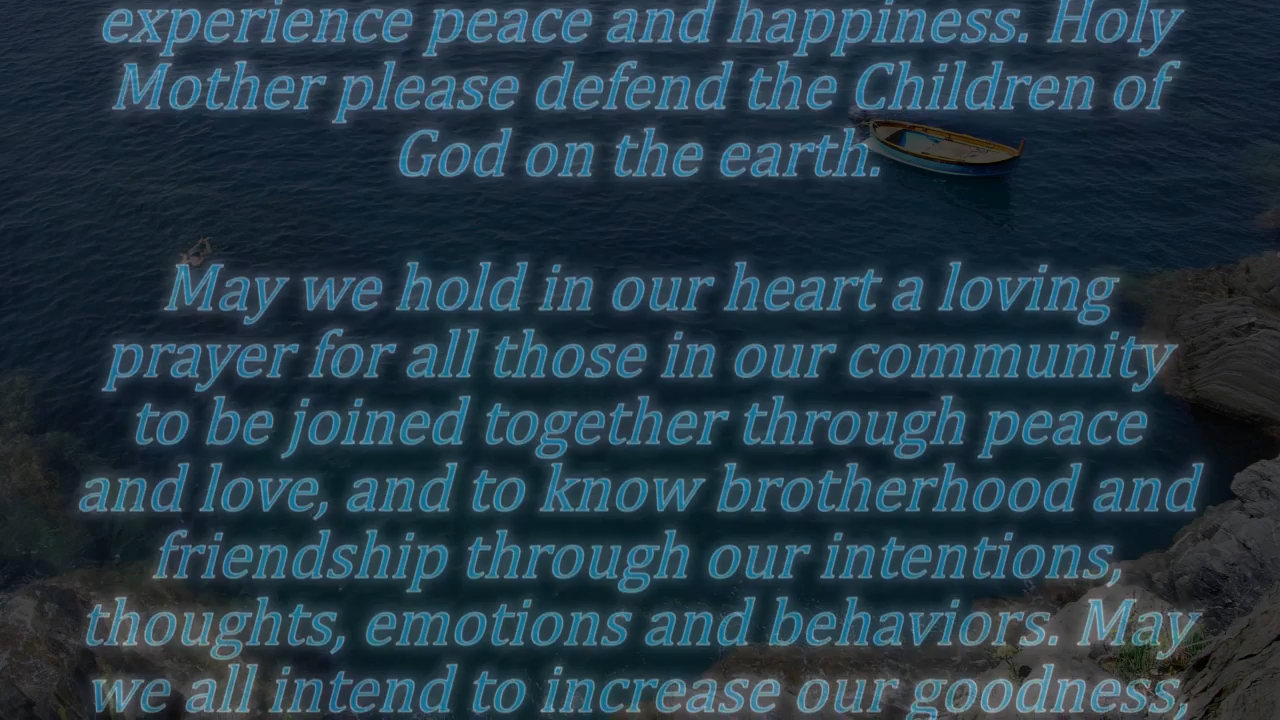 experience peace and happiness. Holy
Mother please defend the Children of
God on the earth.
May we hold in our heart a loving
prayer for all those in our community
to be joined together through peace
and love, and to know brotherhood and
friendship through our intentions,
thoughts, emotions and behaviors. May
we all intend to increase our goodness,